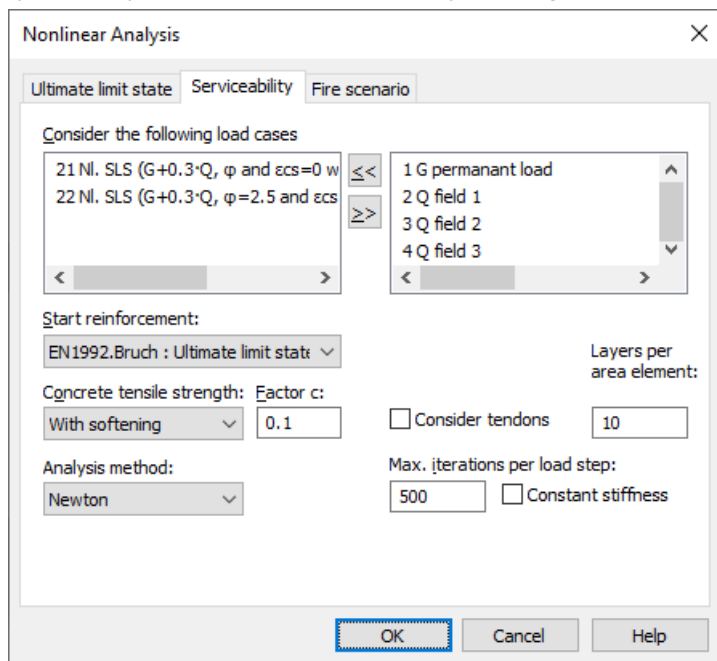 Nonlinear Analysis
Ultimate limit state Serviceability Fire scenario
Consider the following load cases
21 Nl. SLS (G+0.3·Q, φ and εcs=0 w
22 Nl. SLS (G+0.3·Q, φ=2.5 and εcs
<<
>>
1 G permanant load
2 Q field 1
3 Q field 2
4 Q field 3
Start reinforcement:
EN1992.Bruch : Ultimate limit state
Layers per
area element:
Concrete tensile strength: Factor c:
With softening 0.1 Consider tendons 10
Analysis method: Max. iterations per load step:
Newton 500 Constant stiffness
OK Cancel Help